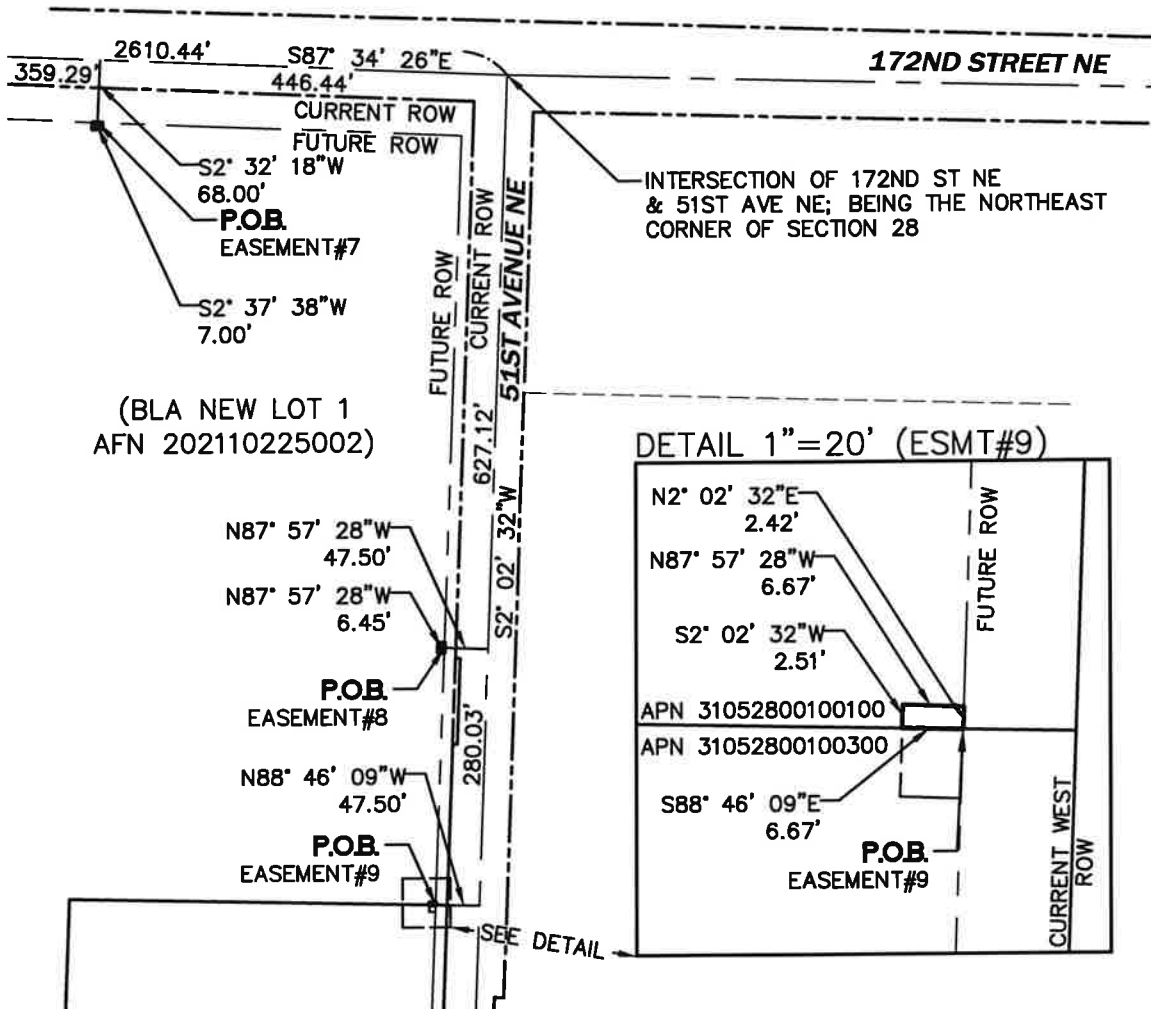 2610.44' S87° 34' 26"E
172ND STREET NE
359.29'
446.44'
CURRENT ROW
FUTURE ROW
S2° 32' 18"W
68.00'
P.O.B.
EASEMENT#7
S2° 37' 38"W
7.00'
INTERSECTION OF 172ND ST NE
& 51ST AVE NE; BEING THE NORTHEAST
CORNER OF SECTION 28
FUTURE ROW
CURRENT ROW
51ST AVENUE NE
627.12'
S2° 02' 32"W
(BLA NEW LOT 1
AFN 202110225002)
N87° 57' 28"W
47.50'
N87° 57' 28"W
6.45'
P.O.B.
EASEMENT#8
280.03'
N88° 46' 09"W
47.50'
P.O.B.
EASEMENT#9
SEE DETAIL
DETAIL 1"=20' (ESMT#9)
N2° 02' 32"E
2.42'
N87° 57' 28"W
6.67'
S2° 02' 32"W
2.51'
FUTURE ROW
APN 31052800100100
APN 31052800100300
S88° 46' 09"E
6.67'
P.O.B.
EASEMENT#9
CURRENT WEST
ROW